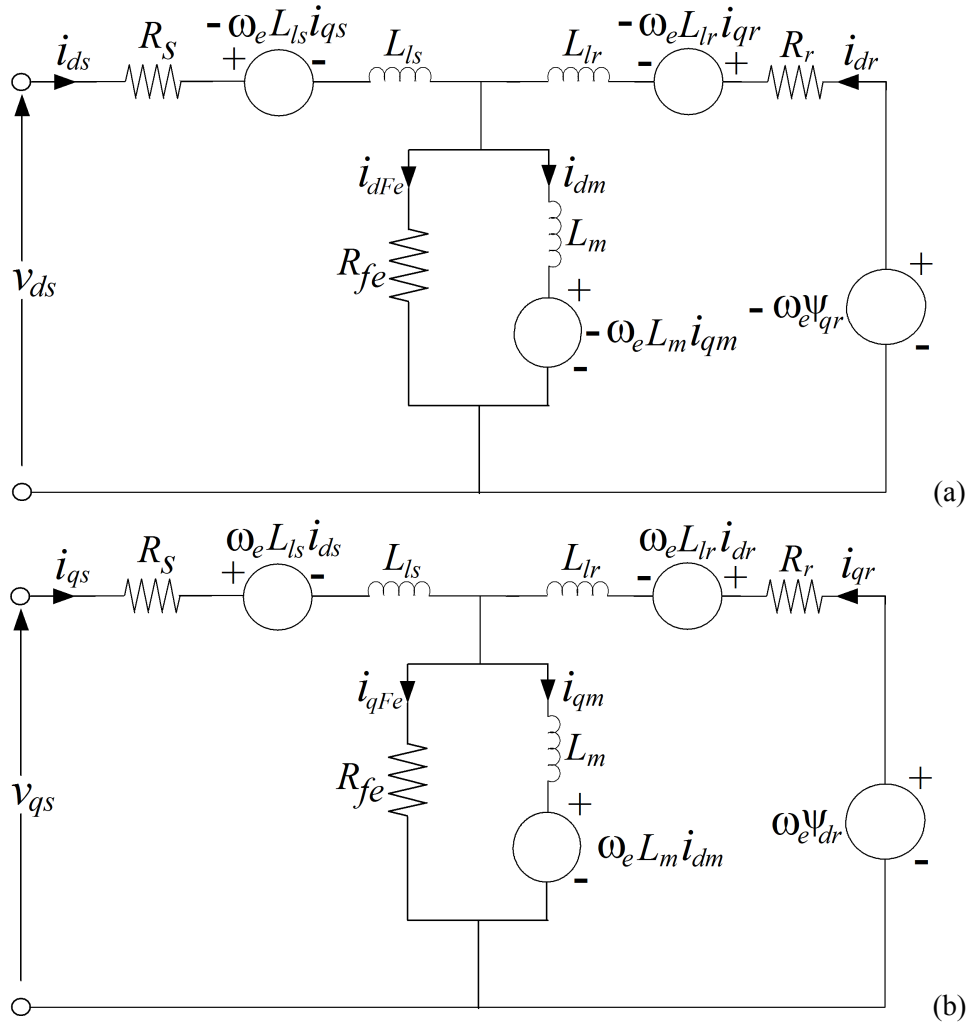 i_ds R_s + -ω_e L_ls i_qs - L_ls L_lr - -ω_e L_lr i_qr + R_r i_dr
i_dFe i_dm
R_fe L_m
v_ds + -ω_e L_m i_qm - -ω_e ψ_qr + -
(a)
i_qs R_s + ω_e L_ls i_ds - L_ls L_lr - ω_e L_lr i_dr + R_r i_qr
i_qFe i_qm
R_fe L_m
v_qs + ω_e L_m i_dm - ω_e ψ_dr + -
(b)